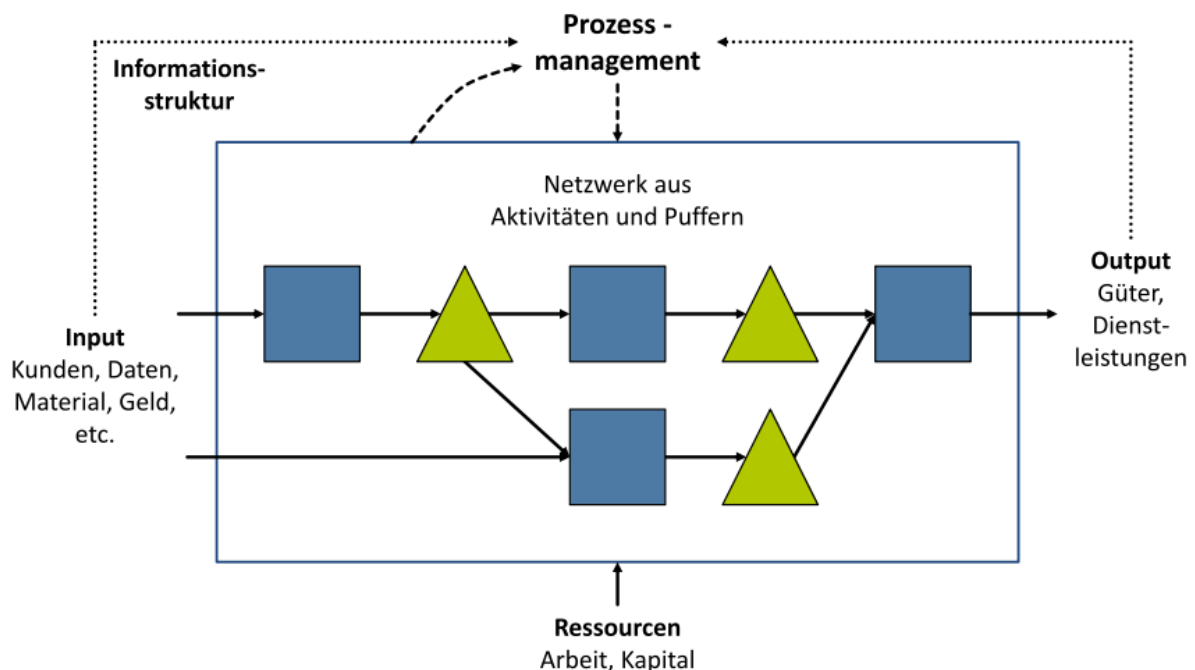 Prozess -
management
Informations-
struktur
Netzwerk aus
Aktivitäten und Puffern
Input
Kunden, Daten,
Material, Geld,
etc.
Output
Güter,
Dienst-
leistungen
Ressourcen
Arbeit, Kapital